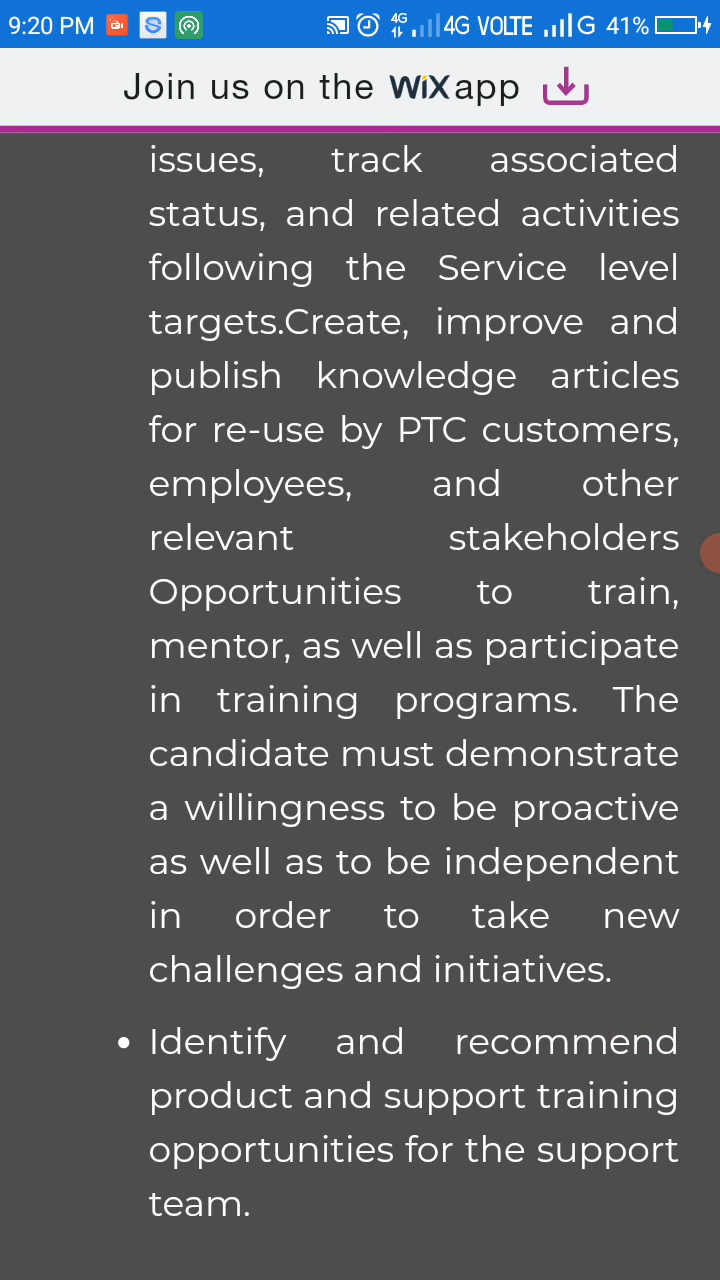 9:20 PM 4G 4G VOLTE G 41%
Join us on the WiX app
issues, track associated
status, and related activities
following the Service level
targets.Create, improve and
publish knowledge articles
for re-use by PTC customers,
employees, and other
relevant stakeholders
Opportunities to train,
mentor, as well as participate
in training programs. The
candidate must demonstrate
a willingness to be proactive
as well as to be independent
in order to take new
challenges and initiatives.
• Identify and recommend
product and support training
opportunities for the support
team.